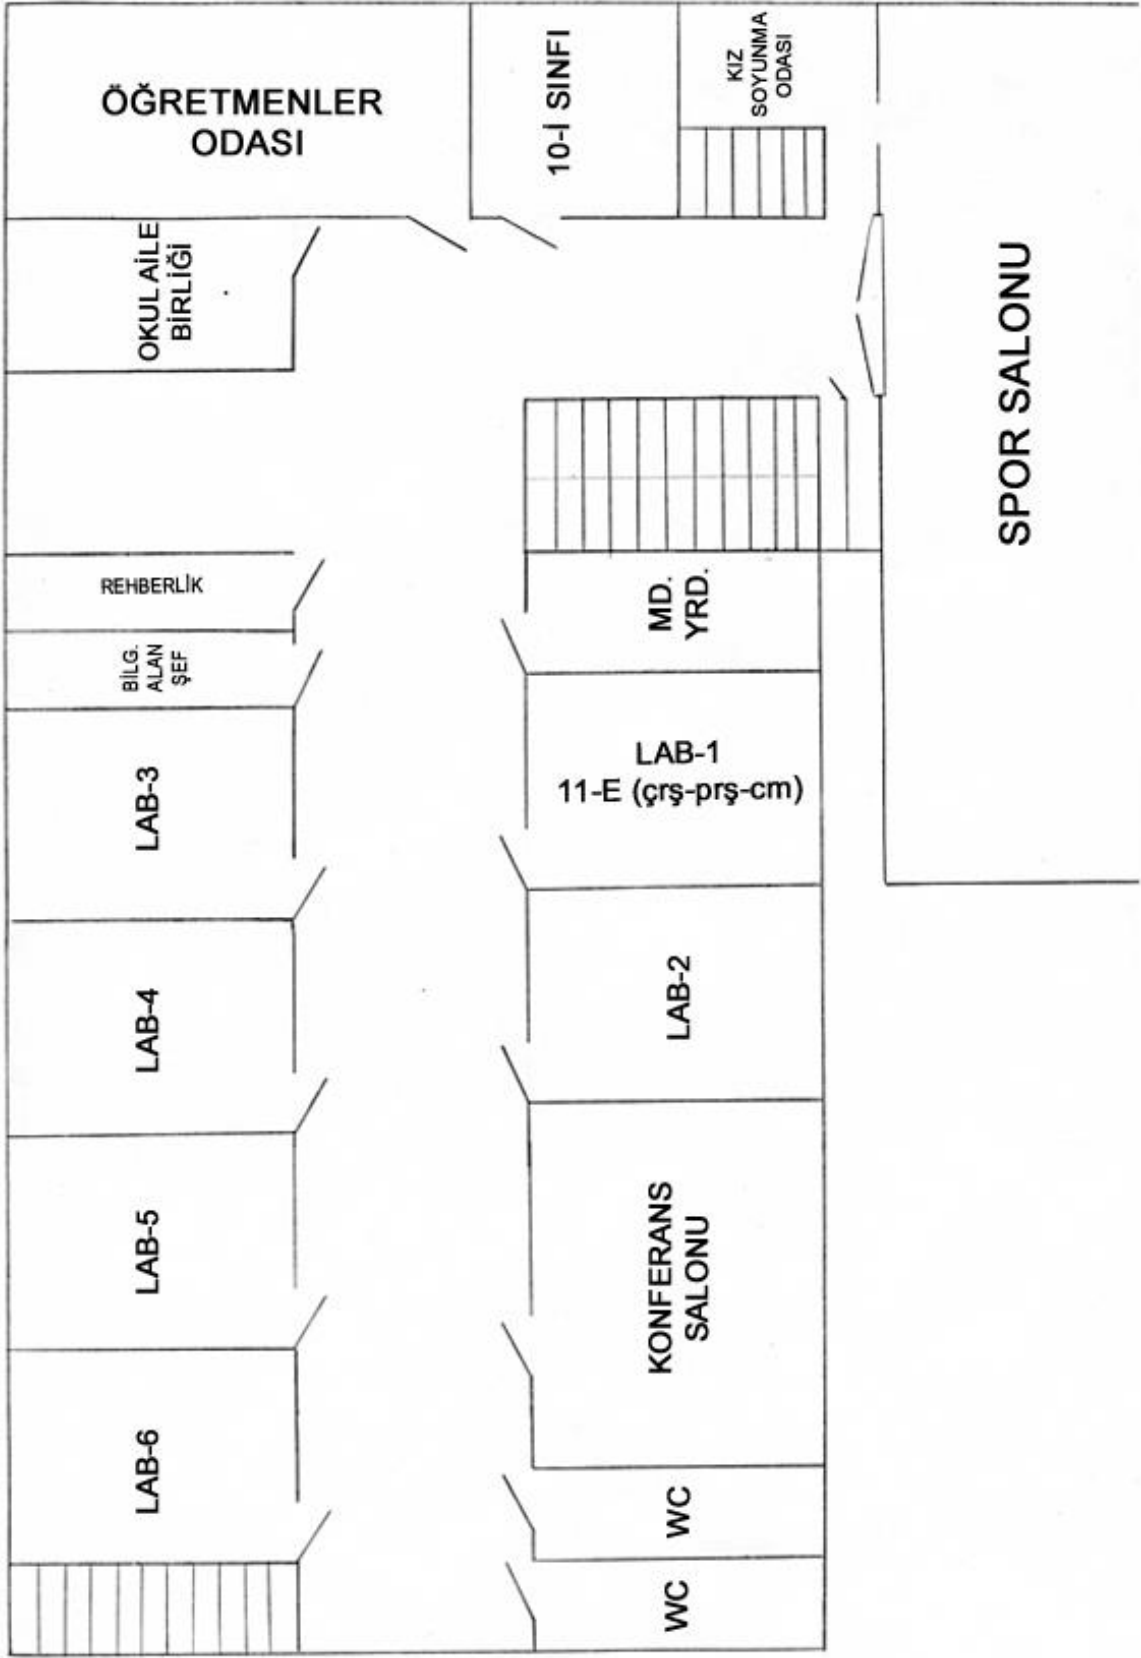 ÖĞRETMENLER
ODASI
10-İ SINFI
KIZ
SOYUNMA
ODASI
OKUL AİLE
BİRLİĞİ
SPOR SALONU
REHBERLİK
MD.
YRD.
BİLG.
ALAN
ŞEF
LAB-3
LAB-1
11-E (çrş-prş-cm)
LAB-4
LAB-2
LAB-5
KONFERANS
SALONU
LAB-6
WC
WC